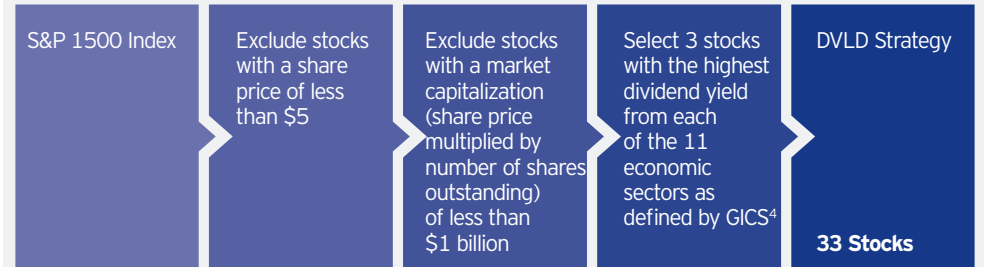 S&P 1500 Index
Exclude stocks
with a share
price of less
than $5
Exclude stocks
with a market
capitalization
(share price
multiplied by
number of shares
outstanding)
of less than
$1 billion
Select 3 stocks
with the highest
dividend yield
from each
of the 11
economic
sectors as
defined by GICS⁴
DVLD Strategy
33 Stocks